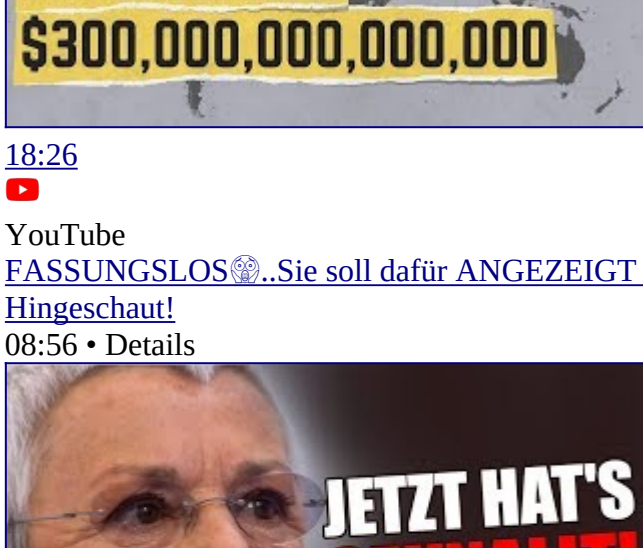 $300,000,000,000,000
18:26
YouTube
FASSUNGSLOS😱..Sie soll dafür ANGEZEIGT
Hingeschaut!
08:56 • Details
JETZT HAT'S